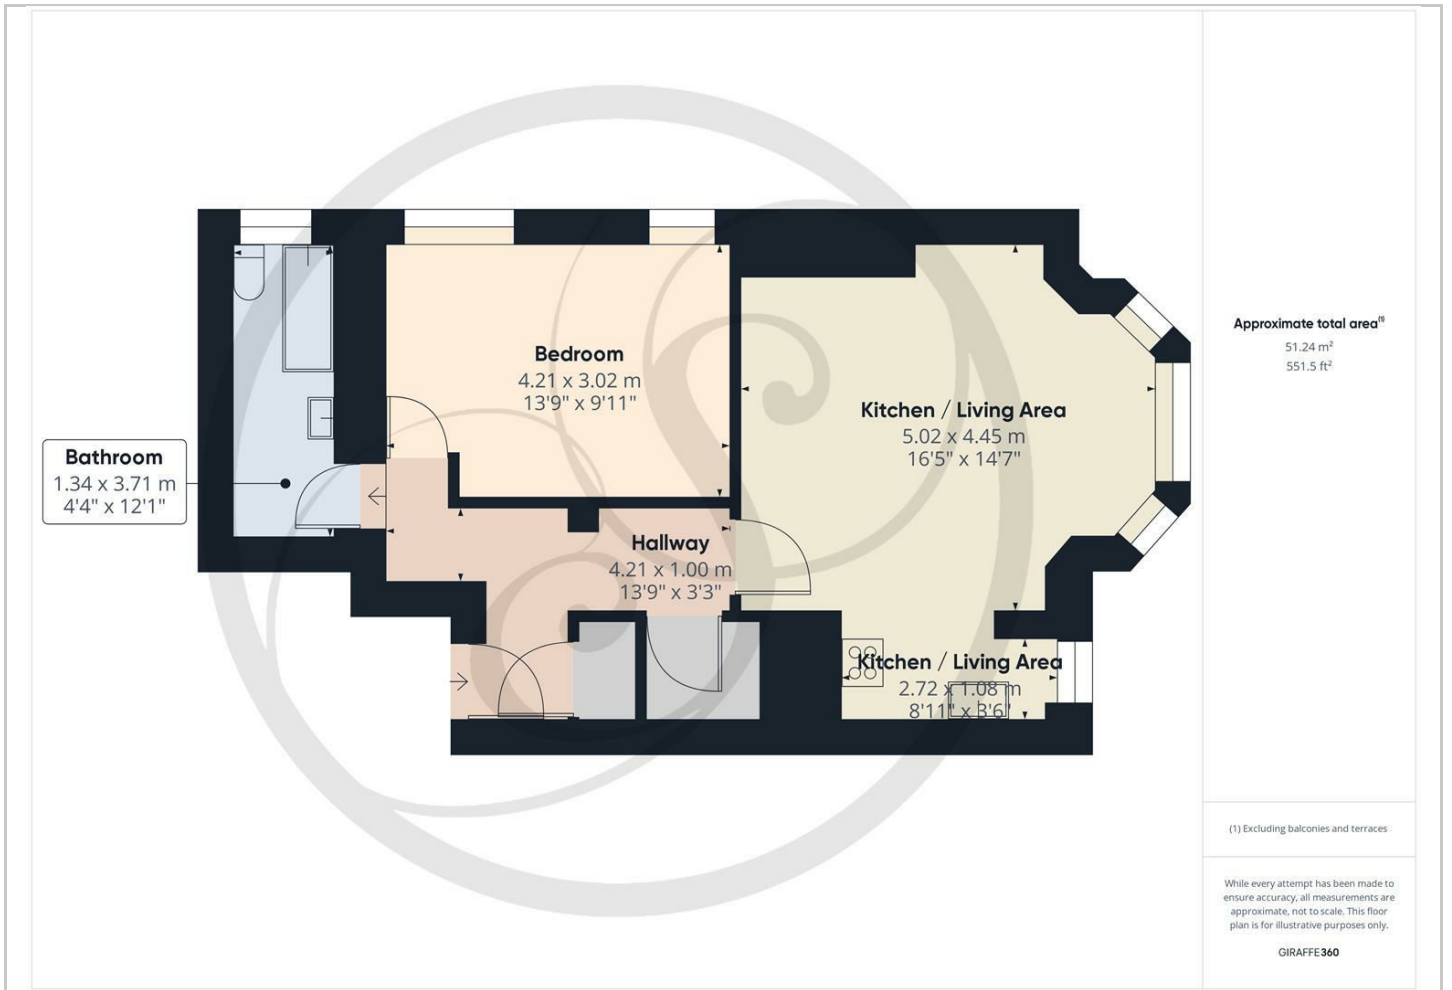 Bedroom
4.21 x 3.02 m
13'9" x 9'11"
Kitchen / Living Area
5.02 x 4.45 m
16'5" x 14'7"
Bathroom
1.34 x 3.71 m
4'4" x 12'1"
Hallway
4.21 x 1.00 m
13'9" x 3'3"
Kitchen / Living Area
2.72 x 1.08 m
8'11" x 3'6"
Approximate total area(1)
51.24 m²
551.5 ft²
(1) Excluding balconies and terraces
While every attempt has been made to
ensure accuracy, all measurements are
approximate, not to scale. This floor
plan is for illustrative purposes only.
GIRAFFE360